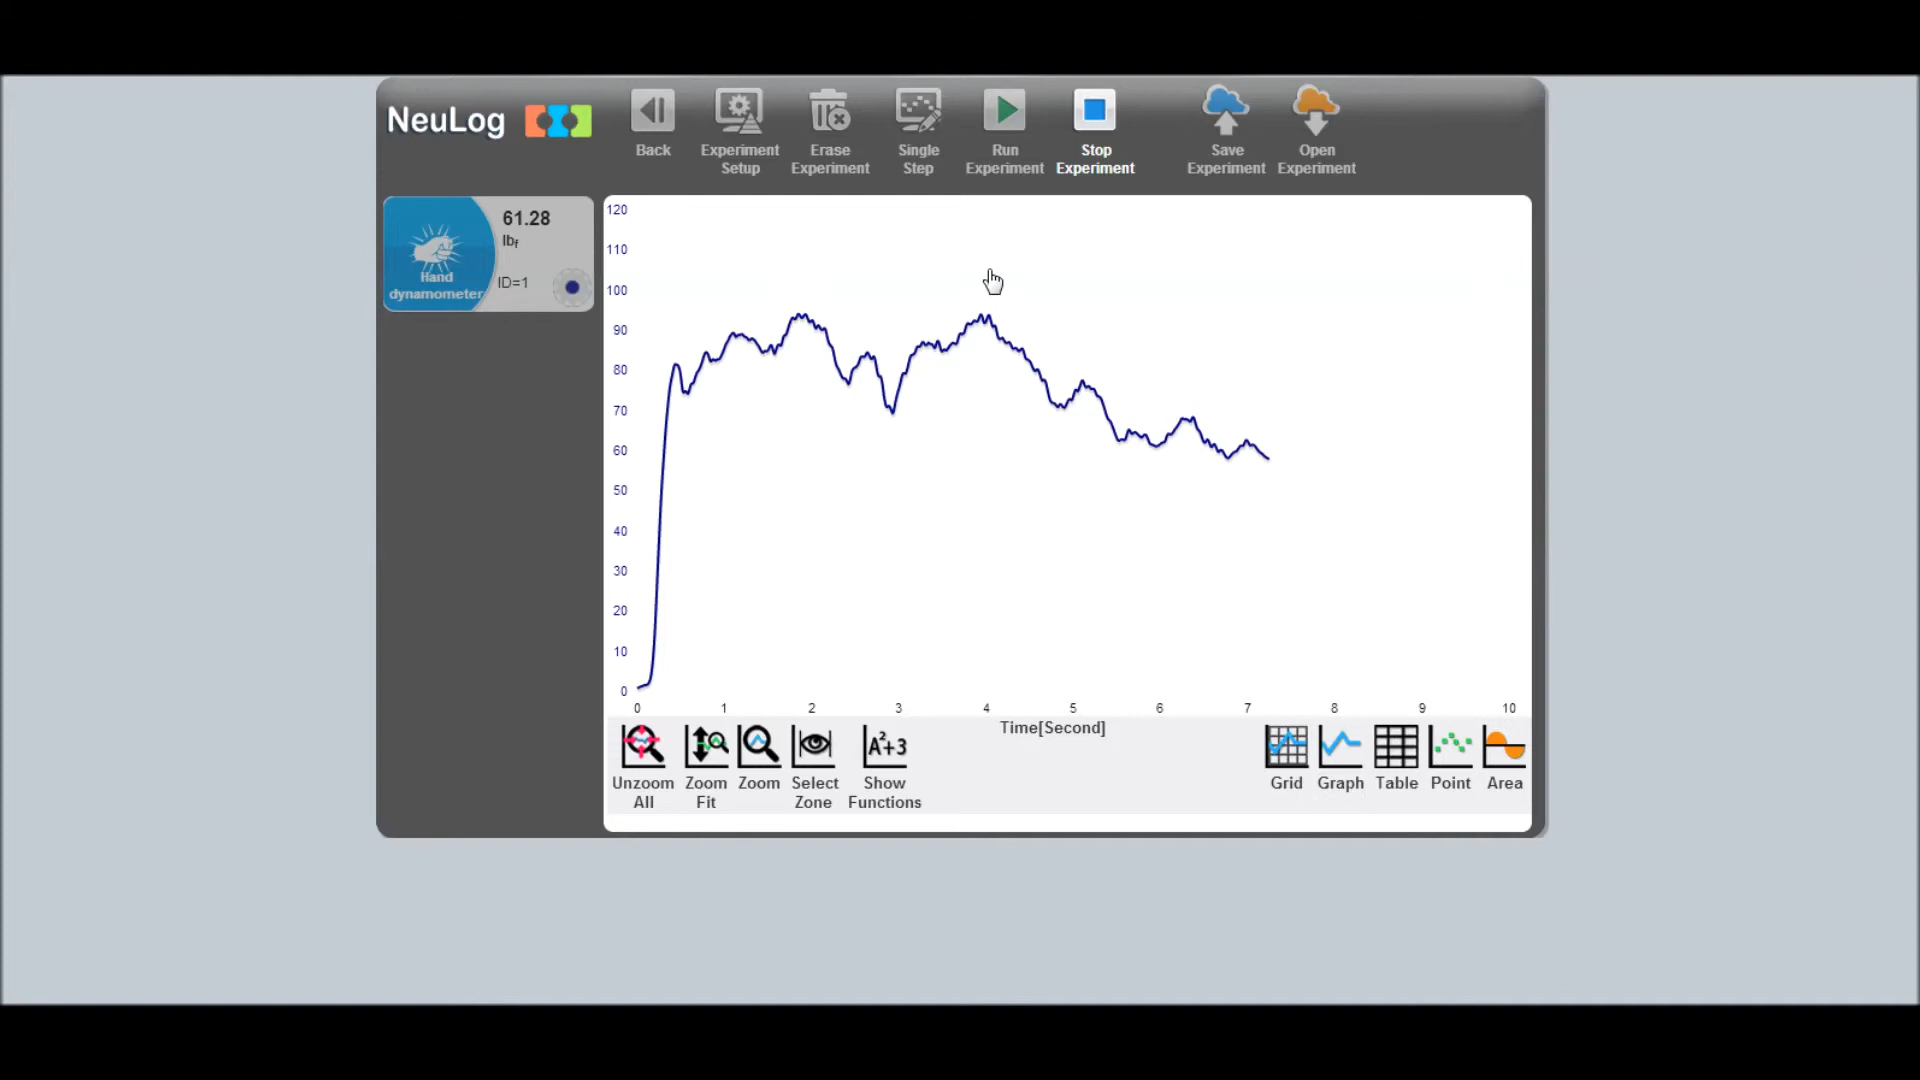 NeuLog
Back
Experiment
Setup
Erase
Experiment
Single
Step
Run
Experiment
Stop
Experiment
Save
Experiment
Open
Experiment
Hand
dynamometer
61.28
lbf
ID=1
120
110
100
90
80
70
60
50
40
30
20
10
0
0 1 2 3 4 5 6 7 8 9 10
Time[Second]
Unzoom
All
Zoom
Fit
Zoom
Select
Zone
A²+3
Show
Functions
Grid
Graph
Table
Point
Area